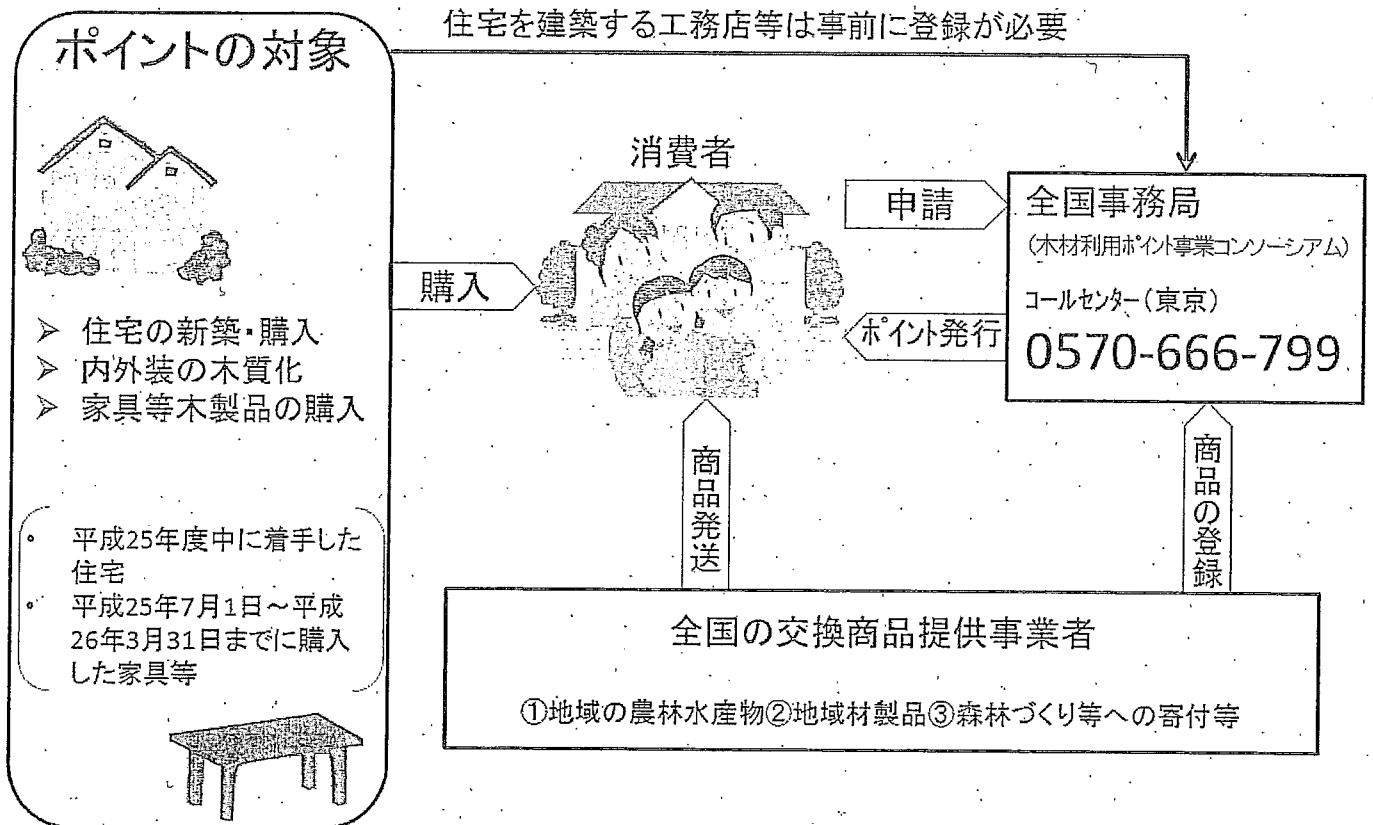 住宅を建築する工務店等は事前に登録が必要
ポイントの対象
➢ 住宅の新築・購入
➢ 内外装の木質化
➢ 家具等木製品の購入
• 平成25年度中に着手した
住宅
• 平成25年7月1日～平成
26年3月31日までに購入
した家具等
購入
消費者
申請
ポイント発行
全国事務局
（木材利用ポイント事業コンソーシアム）
コールセンター（東京）
0570-666-799
商品発送
商品の登録
全国の交換商品提供事業者
①地域の農林水産物②地域材製品③森林づくり等への寄付等